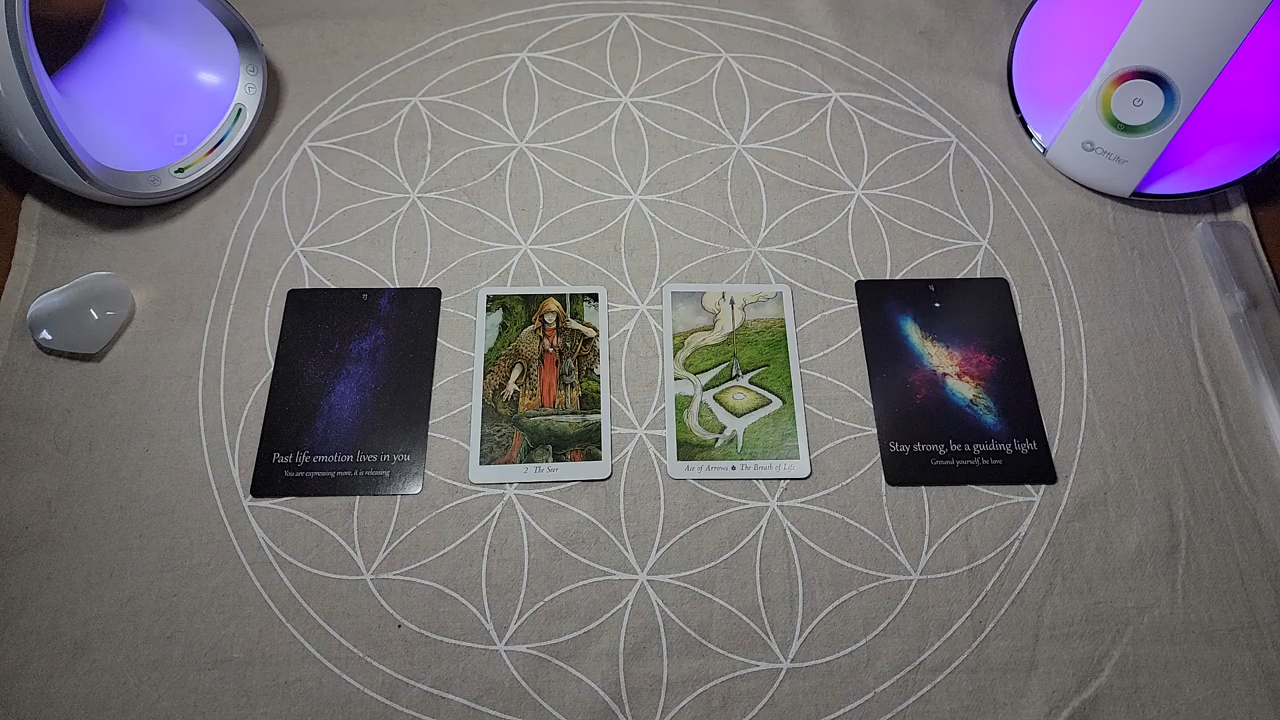 OttLite
Past life emotion lives in you
You are expressing more, it is releasing
2 The Seer
Ace of Arrows The Breath of Life
4
Stay strong, be a guiding light
Ground yourself, be love